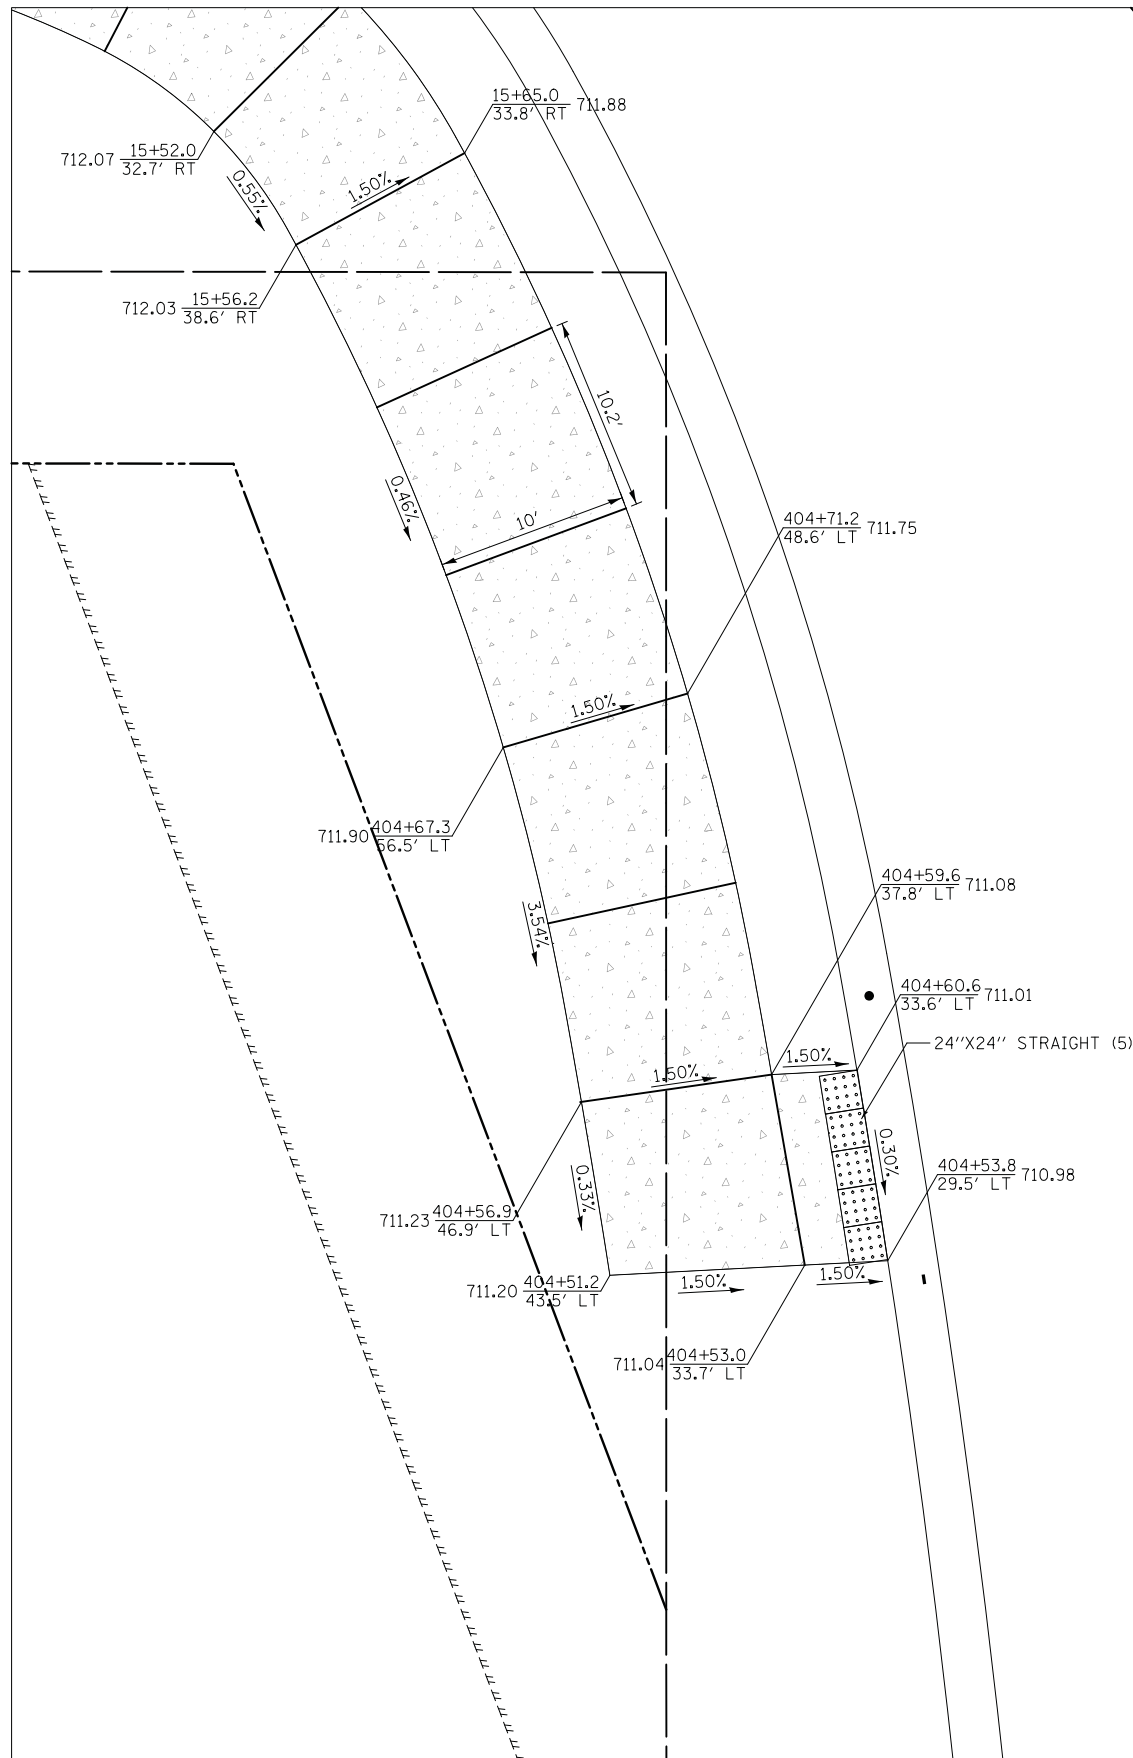 15+65.0
33.8' RT 711.88
712.07 15+52.0
32.7' RT
0.55%
1.50%
712.03 15+56.2
38.6' RT
10.2'
0.46%
10'
404+71.2
48.6' LT 711.75
1.50%
711.90 404+67.3
56.5' LT
404+59.6
37.8' LT 711.08
3.54%
404+60.6
33.6' LT 711.01
24"X24" STRAIGHT (5)
1.50%
1.50%
0.30%
404+53.8
29.5' LT 710.98
0.33%
711.23 404+56.9
46.9' LT
711.20 404+51.2
43.5' LT
1.50%
1.50%
711.04 404+53.0
33.7' LT